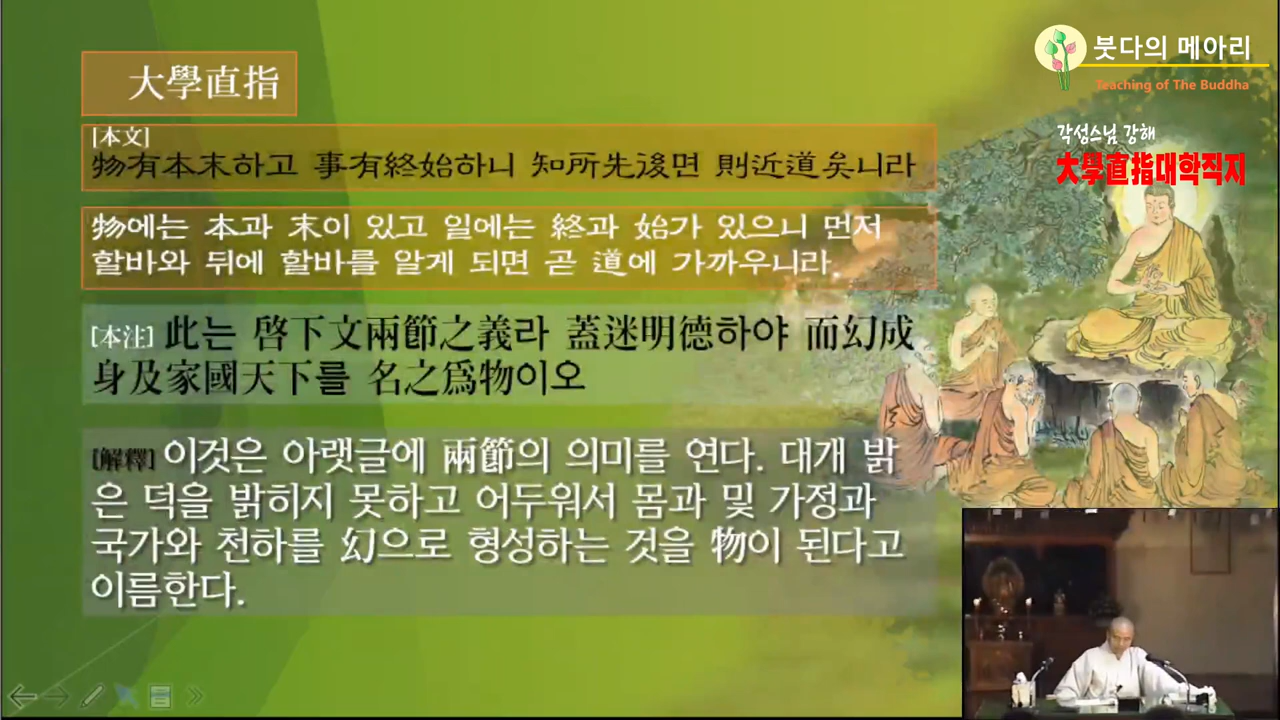 大學直指
[本文]
物有本末하고 事有終始하니 知所先後면 則近道矣니라
物에는 本과 末이 있고 일에는 終과 始가 있으니 먼저
할바와 뒤에 할바를 알게 되면 곧 道에 가까우니라.
[本注] 此는 啓下文兩節之義라 蓋迷明德하야 而幻成
身及家國天下를 名之爲物이오
[解釋] 이것은 아랫글에 兩節의 의미를 연다. 대개 밝
은 덕을 밝히지 못하고 어두워서 몸과 및 가정과
국가와 천하를 幻으로 형성하는 것을 物이 된다고
이름한다.
붓다의 메아리
Teaching of The Buddha
각성스님 강해
大學直指대학직지